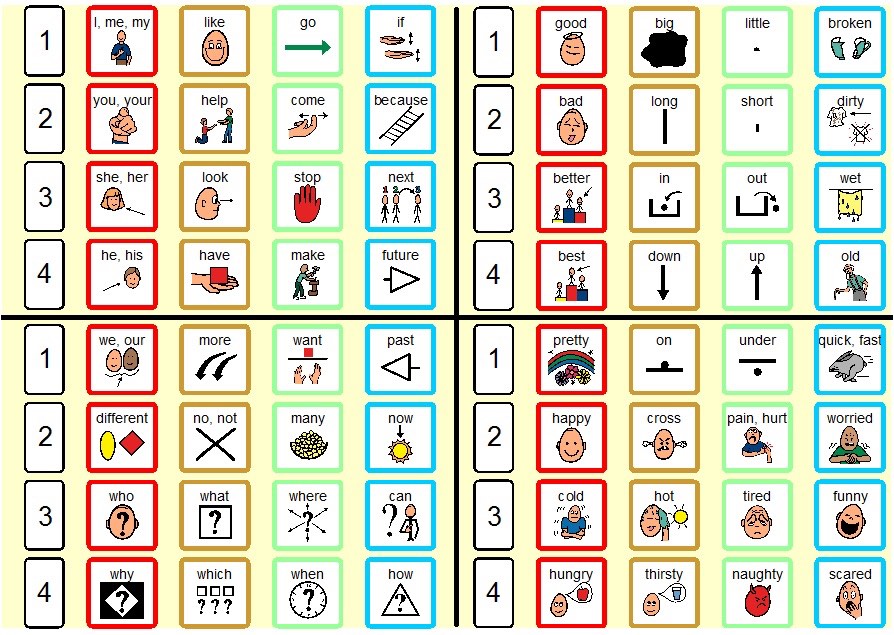 1 I, me, my like go if
2 you, your help come because
3 she, her look stop next
1 2 3
4 he, his have make future
1 good big little broken
2 bad long short dirty
3 better in out wet
4 best down up old
1 we, our more want past
2 different no, not many now
3 who what where can
? ? ? ?
4 why which when how
? ? ? ? ? ?
1 pretty on under quick, fast
2 happy cross pain, hurt worried
3 cold hot tired funny
4 hungry thirsty naughty scared